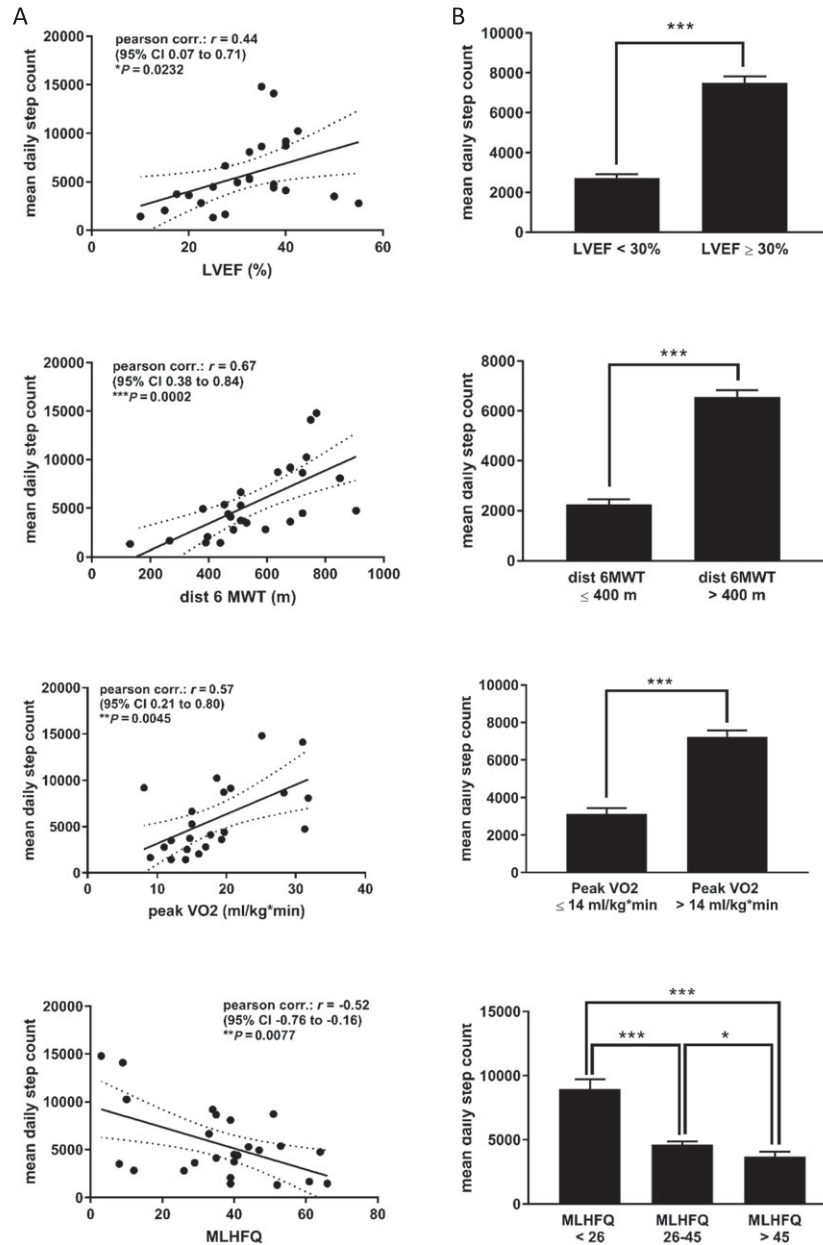 A
pearson corr.: r = 0.44
(95% CI 0.07 to 0.71)
*P = 0.0232
mean daily step count
20000
15000
10000
5000
0
0 20 40 60
LVEF (%)
B
***
mean daily step count
10000
8000
6000
4000
2000
0
LVEF < 30% LVEF ≥ 30%
pearson corr.: r = 0.67
(95% CI 0.38 to 0.84)
***P = 0.0002
mean daily step count
20000
15000
10000
5000
0
0 200 400 600 800 1000
dist 6 MWT (m)
***
mean daily step count
8000
6000
4000
2000
0
dist 6MWT dist 6MWT
≤ 400 m > 400 m
pearson corr.: r = 0.57
(95% CI 0.21 to 0.80)
**P = 0.0045
mean daily step count
20000
15000
10000
5000
0
0 10 20 30 40
peak VO2 (ml/kg*min)
***
mean daily step count
10000
8000
6000
4000
2000
0
Peak VO2 Peak VO2
≤ 14 ml/kg*min > 14 ml/kg*min
pearson corr.: r = -0.52
(95% CI -0.76 to -0.16)
**P = 0.0077
mean daily step count
20000
15000
10000
5000
0
0 20 40 60 80
MLHFQ
***
*** *
mean daily step count
15000
10000
5000
0
MLHFQ MLHFQ MLHFQ
< 26 26-45 > 45